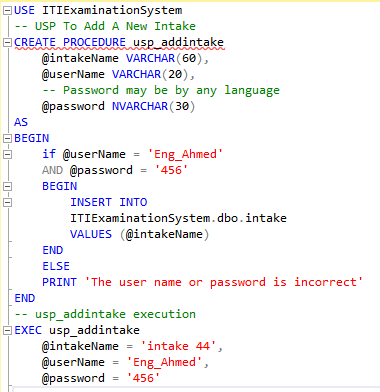 USE ITIExaminationSystem
-- USP To Add A New Intake
CREATE PROCEDURE usp_addintake
@intakeName VARCHAR(60),
@userName VARCHAR(20),
-- Password may be by any language
@password NVARCHAR(30)
AS
BEGIN
if @userName = 'Eng_Ahmed'
AND @password = '456'
BEGIN
INSERT INTO
ITIExaminationSystem.dbo.intake
VALUES (@intakeName)
END
ELSE
PRINT 'The user name or password is incorrect'
END
-- usp_addintake execution
EXEC usp_addintake
@intakeName = 'intake 44',
@userName = 'Eng_Ahmed',
@password = '456'